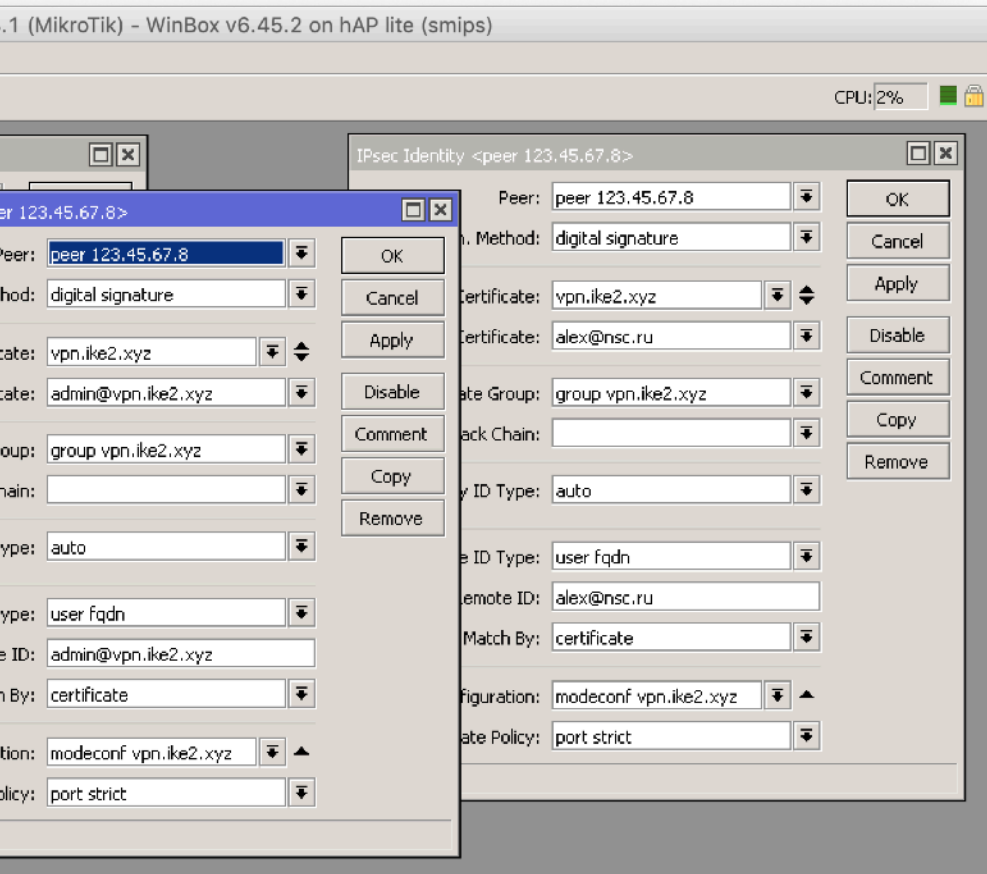 .1 (MikroTik) - WinBox v6.45.2 on hAP lite (smips)
CPU: 2%
er 123.45.67.8>
Peer: peer 123.45.67.8
hod: digital signature
cate: vpn.ike2.xyz
cate: admin@vpn.ike2.xyz
oup: group vpn.ike2.xyz
hain:
ype: auto
ype: user fqdn
e ID: admin@vpn.ike2.xyz
h By: certificate
tion: modeconf vpn.ike2.xyz
olicy: port strict
OK
Cancel
Apply
Disable
Comment
Copy
Remove
IPsec Identity <peer 123.45.67.8>
Peer: peer 123.45.67.8
h. Method: digital signature
Certificate: vpn.ike2.xyz
Certificate: alex@nsc.ru
ate Group: group vpn.ike2.xyz
ack Chain:
y ID Type: auto
e ID Type: user fqdn
emote ID: alex@nsc.ru
Match By: certificate
figuration: modeconf vpn.ike2.xyz
ate Policy: port strict
OK
Cancel
Apply
Disable
Comment
Copy
Remove